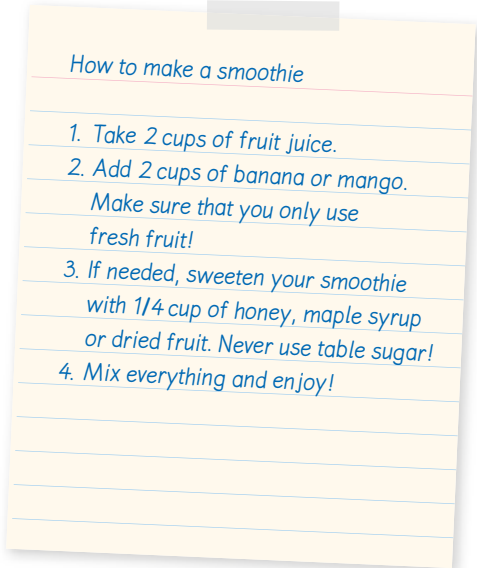 How to make a smoothie
1. Take 2 cups of fruit juice.
2. Add 2 cups of banana or mango.
Make sure that you only use
fresh fruit!
3. If needed, sweeten your smoothie
with 1/4 cup of honey, maple syrup
or dried fruit. Never use table sugar!
4. Mix everything and enjoy!